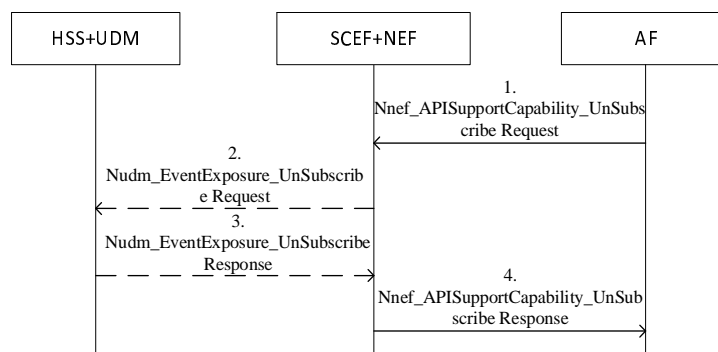 HSS+UDM
SCEF+NEF
AF
1.
Nnef_APISupportCapability_UnSubs
cribe Request
2.
Nudm_EventExposure_UnSubscrib
e Request
3.
Nudm_EventExposure_UnSubscribe
Response
4.
Nnef_APISupportCapability_UnSub
scribe Response